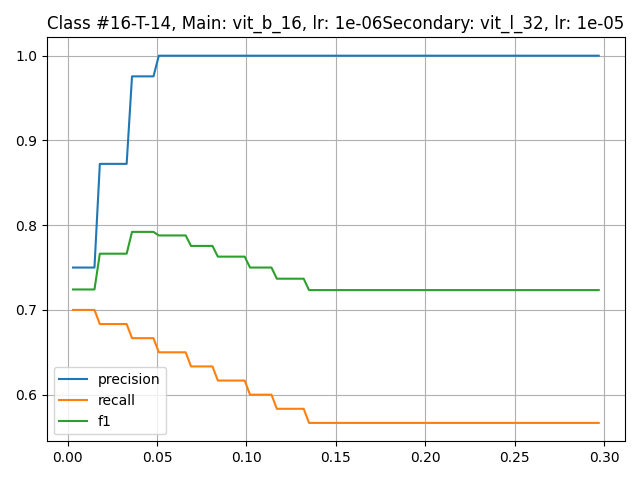 Class #16-T-14, Main: vit_b_16, lr: 1e-06Secondary: vit_l_32, lr: 1e-05
1.0
0.9
0.8
0.7
0.6
precision
recall
f1
0.00 0.05 0.10 0.15 0.20 0.25 0.30